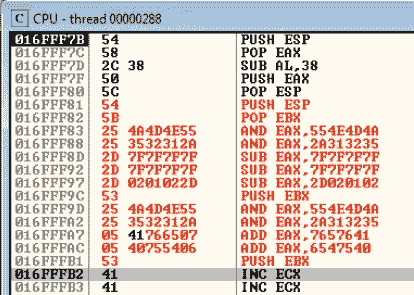 C CPU - thread 00000288
016FFF7B 54 PUSH ESP
016FFF7C 58 POP EAX
016FFF7D 2C 38 SUB AL,38
016FFF7F 50 PUSH EAX
016FFF80 5C POP ESP
016FFF81 54 PUSH ESP
016FFF82 5B POP EBX
016FFF83 25 4A4D4E55 AND EAX,554E4D4A
016FFF88 25 3532312A AND EAX,2A313235
016FFF8D 2D 7F7F7F7F SUB EAX,7F7F7F7F
016FFF92 2D 7F7F7F7F SUB EAX,7F7F7F7F
016FFF97 2D 0201022D SUB EAX,2D020102
016FFF9C 53 PUSH EBX
016FFF9D 25 4A4D4E55 AND EAX,554E4D4A
016FFFA2 25 3532312A AND EAX,2A313235
016FFFA7 05 41766507 ADD EAX,7657641
016FFFAC 05 40755406 ADD EAX,6547540
016FFFB1 53 PUSH EBX
016FFFB2 41 INC ECX
016FFFB3 41 INC ECX